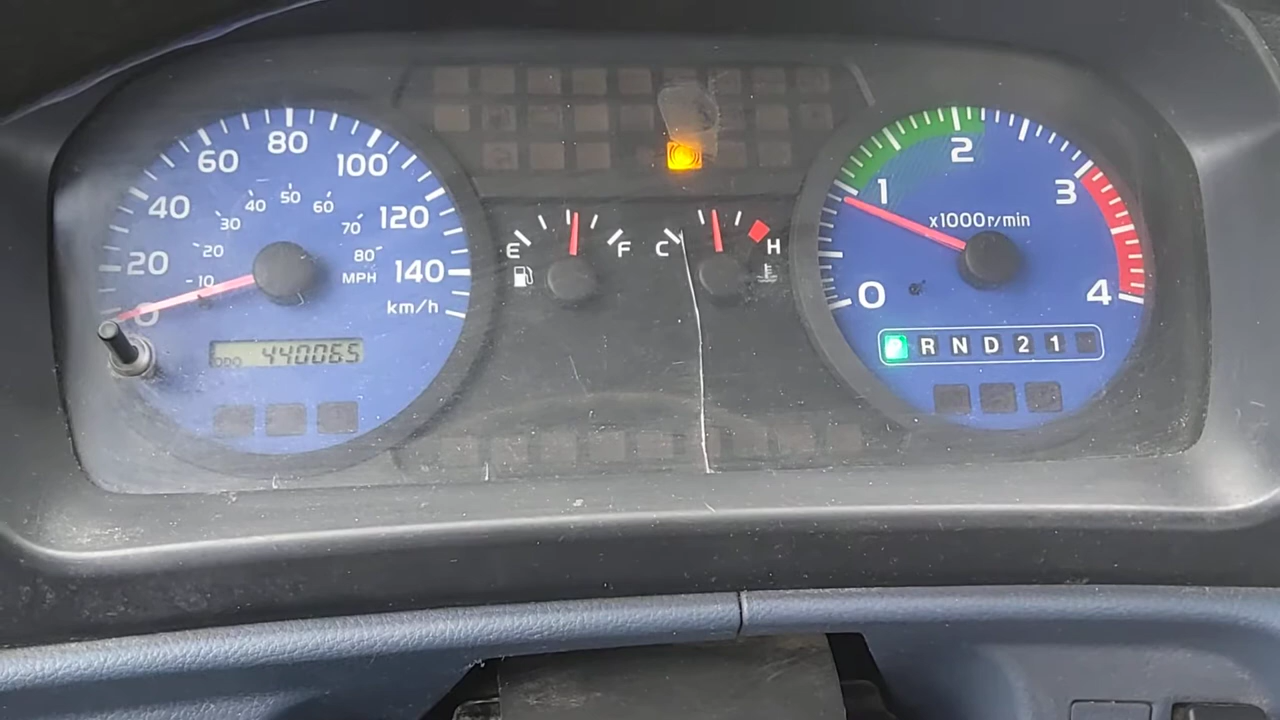 0 20 40 60 80 100 120 140
km/h
10 20 30 40 50 60 70 80
MPH
ODO 440065
E F
C H
0 1 2 3 4
x1000r/min
R N D 2 1